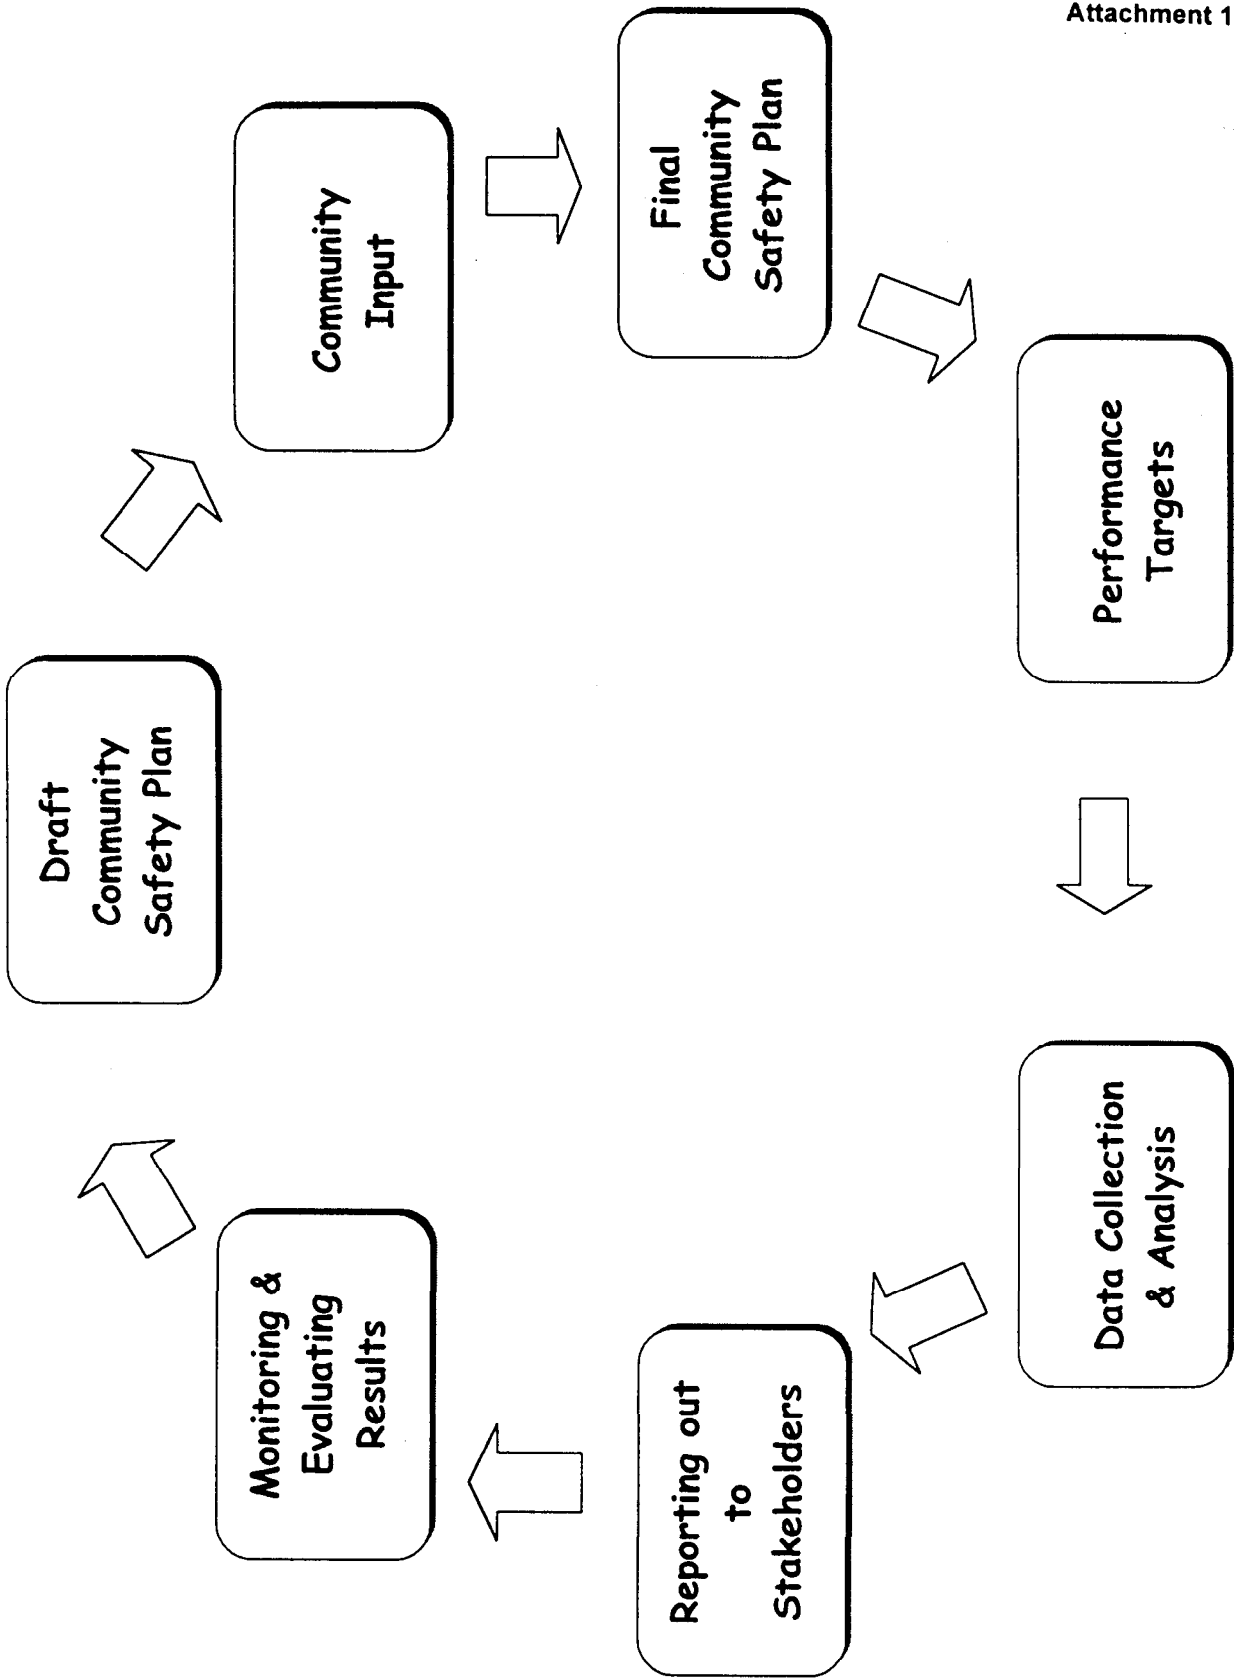 Attachment 1
Draft
Community
Safety Plan
Community
Input
Final
Community
Safety Plan
Performance
Targets
Data Collection
& Analysis
Reporting out
to
Stakeholders
Monitoring &
Evaluating
Results